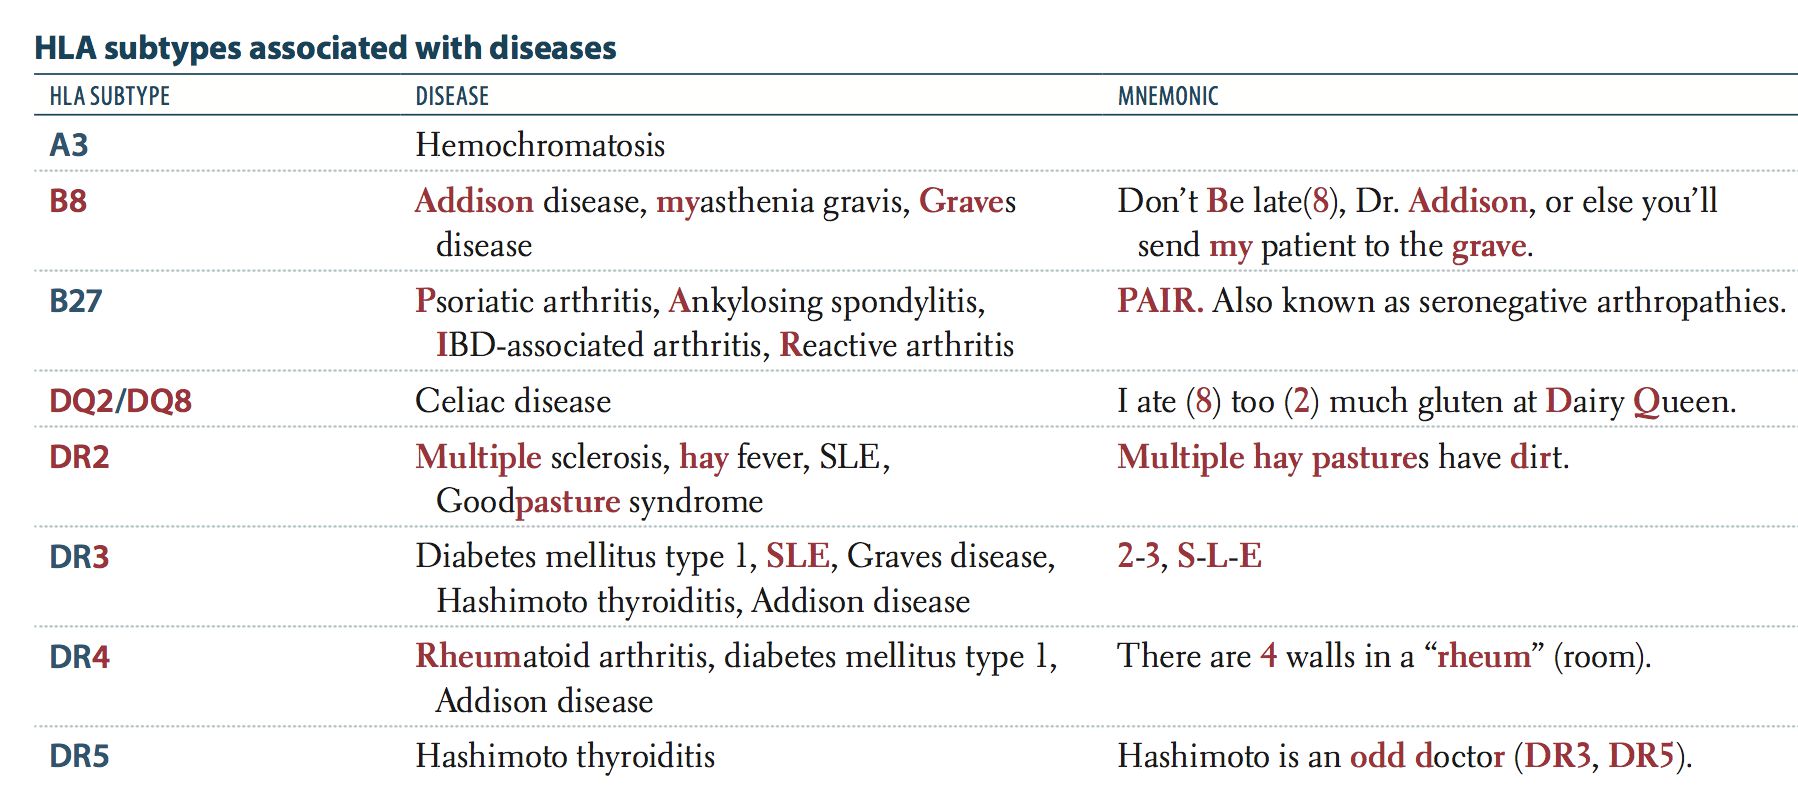 HLA subtypes associated with diseases
HLA SUBTYPE DISEASE MNEMONIC
A3 Hemochromatosis
B8 Addison disease, myasthenia gravis, Graves Don’t Be late(8), Dr. Addison, or else you’ll
disease send my patient to the grave.
B27 Psoriatic arthritis, Ankylosing spondylitis, PAIR. Also known as seronegative arthropathies.
IBD-associated arthritis, Reactive arthritis
DQ2/DQ8 Celiac disease I ate (8) too (2) much gluten at Dairy Queen.
DR2 Multiple sclerosis, hay fever, SLE, Multiple hay pastures have dirt.
Goodpasture syndrome
DR3 Diabetes mellitus type 1, SLE, Graves disease, 2-3, S-L-E
Hashimoto thyroiditis, Addison disease
DR4 Rheumatoid arthritis, diabetes mellitus type 1, There are 4 walls in a “rheum” (room).
Addison disease
DR5 Hashimoto thyroiditis Hashimoto is an odd doctor (DR3, DR5).